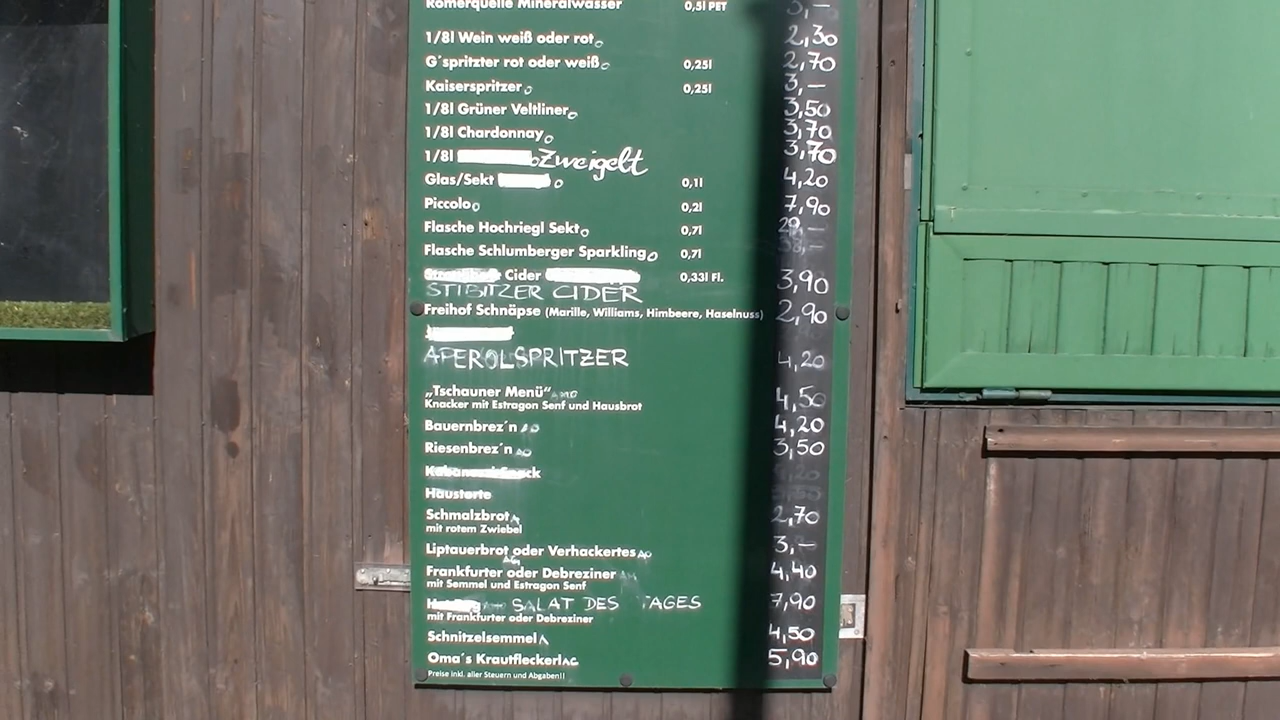 Römerquelle Mineralwasser 0,5l PET 3,–
1/8l Wein weiß oder rot 2,30
G´spritzter rot oder weiß 0,25l 2,70
Kaiserspritzer 0,25l 3,–
1/8l Grüner Veltliner O 3,50
1/8l Chardonnay O 3,70
1/8l O Zweigelt 3,70
Glas/Sekt O 0,1l 4,20
Piccolo O 0,2l 7,90
Flasche Hochriegl Sekt O 0,7l 29,–
Flasche Schlumberger Sparkling O 0,7l 38,–
Cider 0,33l Fl. 3,90
STIBITZER CIDER
Freihof Schnäpse (Marille, Williams, Himbeere, Haselnuss) 2,90
APEROLSPRITZER 4,20
„Tschauner Menü" 4,50
Knacker mit Estragon Senf und Hausbrot
Bauernbrez´n 4,20
Riesenbrez´n AG 3,50
Haustorte
Schmalzbrot 2,70
mit rotem Zwiebel
Liptauerbrot oder Verhackertes 3,–
Frankfurter oder Debreziner 4,40
mit Semmel und Estragon Senf
SALAT DES TAGES 7,90
mit Frankfurter oder Debreziner
Schnitzelsemmel A 4,50
Oma´s Krautfleckerl AC 5,90
Preise inkl. aller Steuern und Abgaben!!